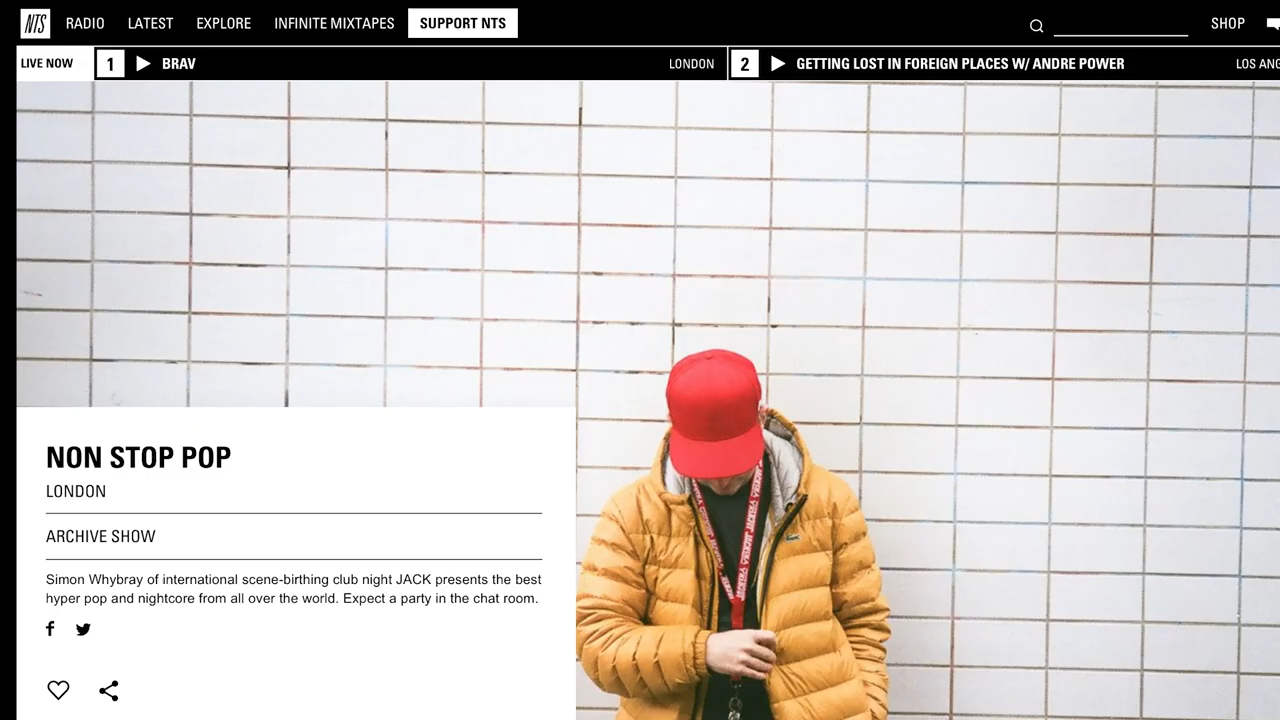 NTS RADIO LATEST EXPLORE INFINITE MIXTAPES SUPPORT NTS SHOP
LIVE NOW 1 BRAV LONDON 2 GETTING LOST IN FOREIGN PLACES W/ ANDRE POWER LOS ANG
NON STOP POP
LONDON
ARCHIVE SHOW
Simon Whybray of international scene-birthing club night JACK presents the best
hyper pop and nightcore from all over the world. Expect a party in the chat room.